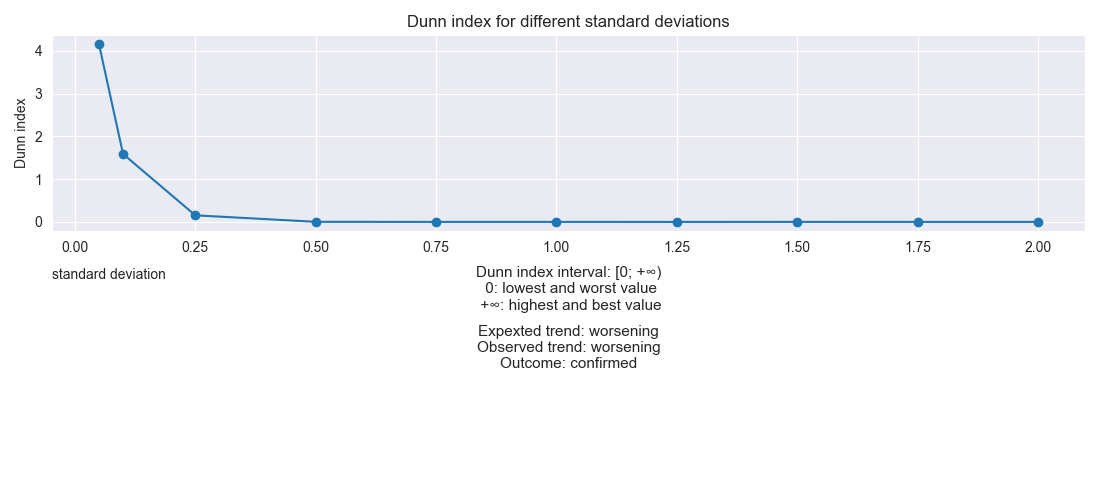 Dunn index for different standard deviations
4
3
2
1
0
Dunn index
0.00 0.25 0.50 0.75 1.00 1.25 1.50 1.75 2.00
standard deviation
Dunn index interval: [0; +∞)
0: lowest and worst value
+∞: highest and best value
Expexted trend: worsening
Observed trend: worsening
Outcome: confirmed